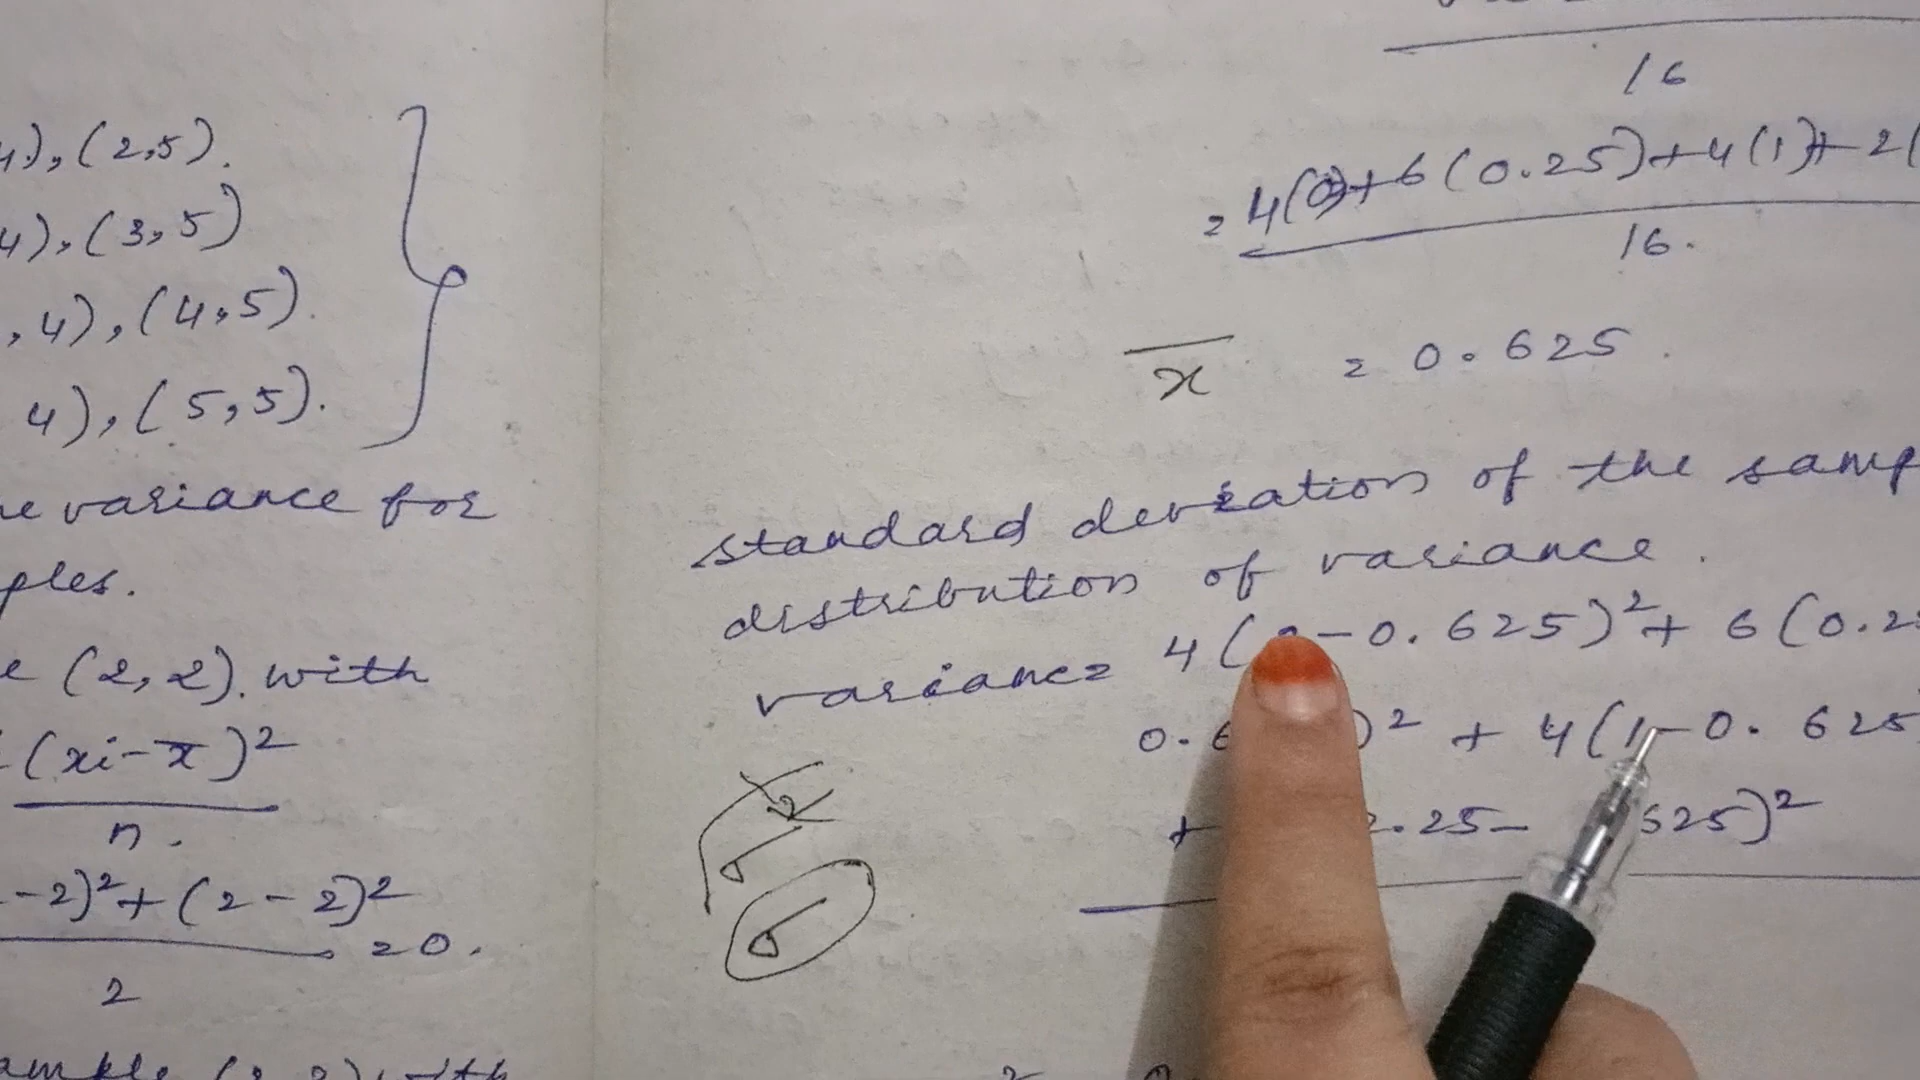 4), (2,5).
4), (3,5)
, 4), (4,5).
4), (5,5).
variance for
ples.
(2,2). with
(xi-x̄)²
n.
-2)²+(2-2)²
=0.
2
16
= 4(0)+6(0.25)+4(1)+2(
16.
x̄ = 0.625.
standard deviation of the samp
distribution of variance.
variance 4( -0.625)²+ 6(0.2
0.6 )² + 4(1-0.625
+ 2.25- 625)²
σ